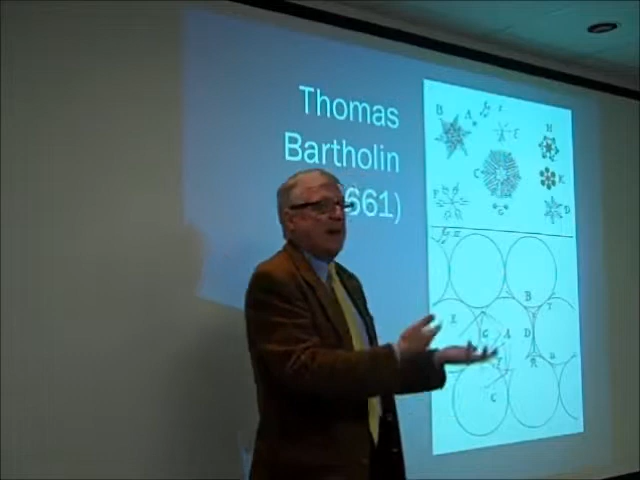 Thomas
Bartholin
661)
B A
H
C E
F G D
B
E G A D
C